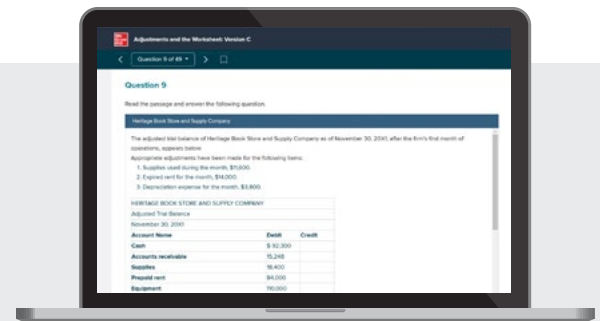 Mc
Graw
Hill
Adjustments and the Worksheet: Version C
Question 9 of 49
Question 9
Read the passage and answer the following question.
Heritage Book Store and Supply Company
The adjusted trial balance of Heritage Book Store and Supply Company as of November 30, 20X1, after the firm's first month of
operations, appears below
Appropriate adjustments have been made for the following items.
1. Supplies used during the month, $11,600.
2. Expired rent for the month, $14,000.
3. Depreciation expense for the month, $3,800.
HERITAGE BOOK STORE AND SUPPLY COMPANY
Adjusted Trial Balance
November 30, 20X1
Account Name Debit Credit
Cash $ 92,300
Accounts receivable 15,248
Supplies 18,400
Prepaid rent 84,000
Equipment 110,000